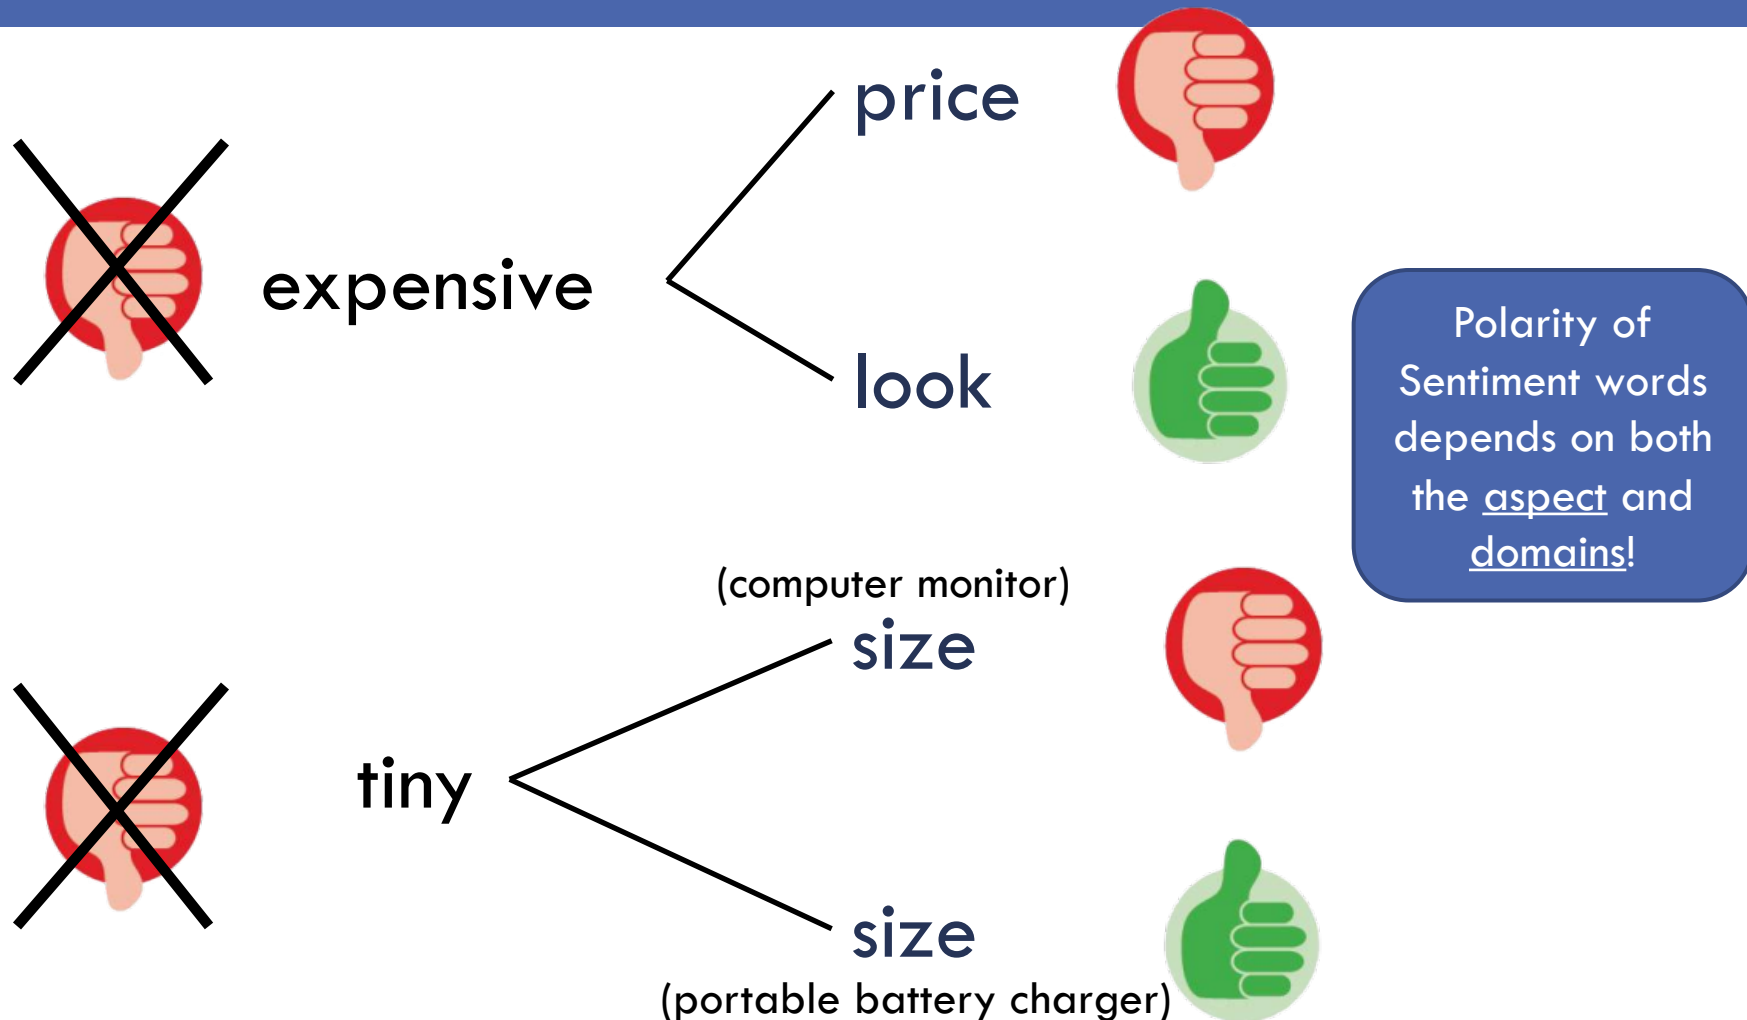 price
expensive
look
Polarity of
Sentiment words
depends on both
the aspect and
domains!
(computer monitor)
size
tiny
size
(portable battery charger)